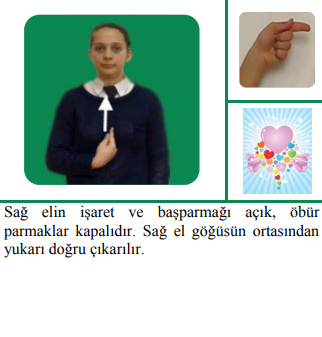 Sağ elin işaret ve başparmağı açık, öbür
parmaklar kapalıdır. Sağ el göğüsün ortasından
yukarı doğru çıkarılır.